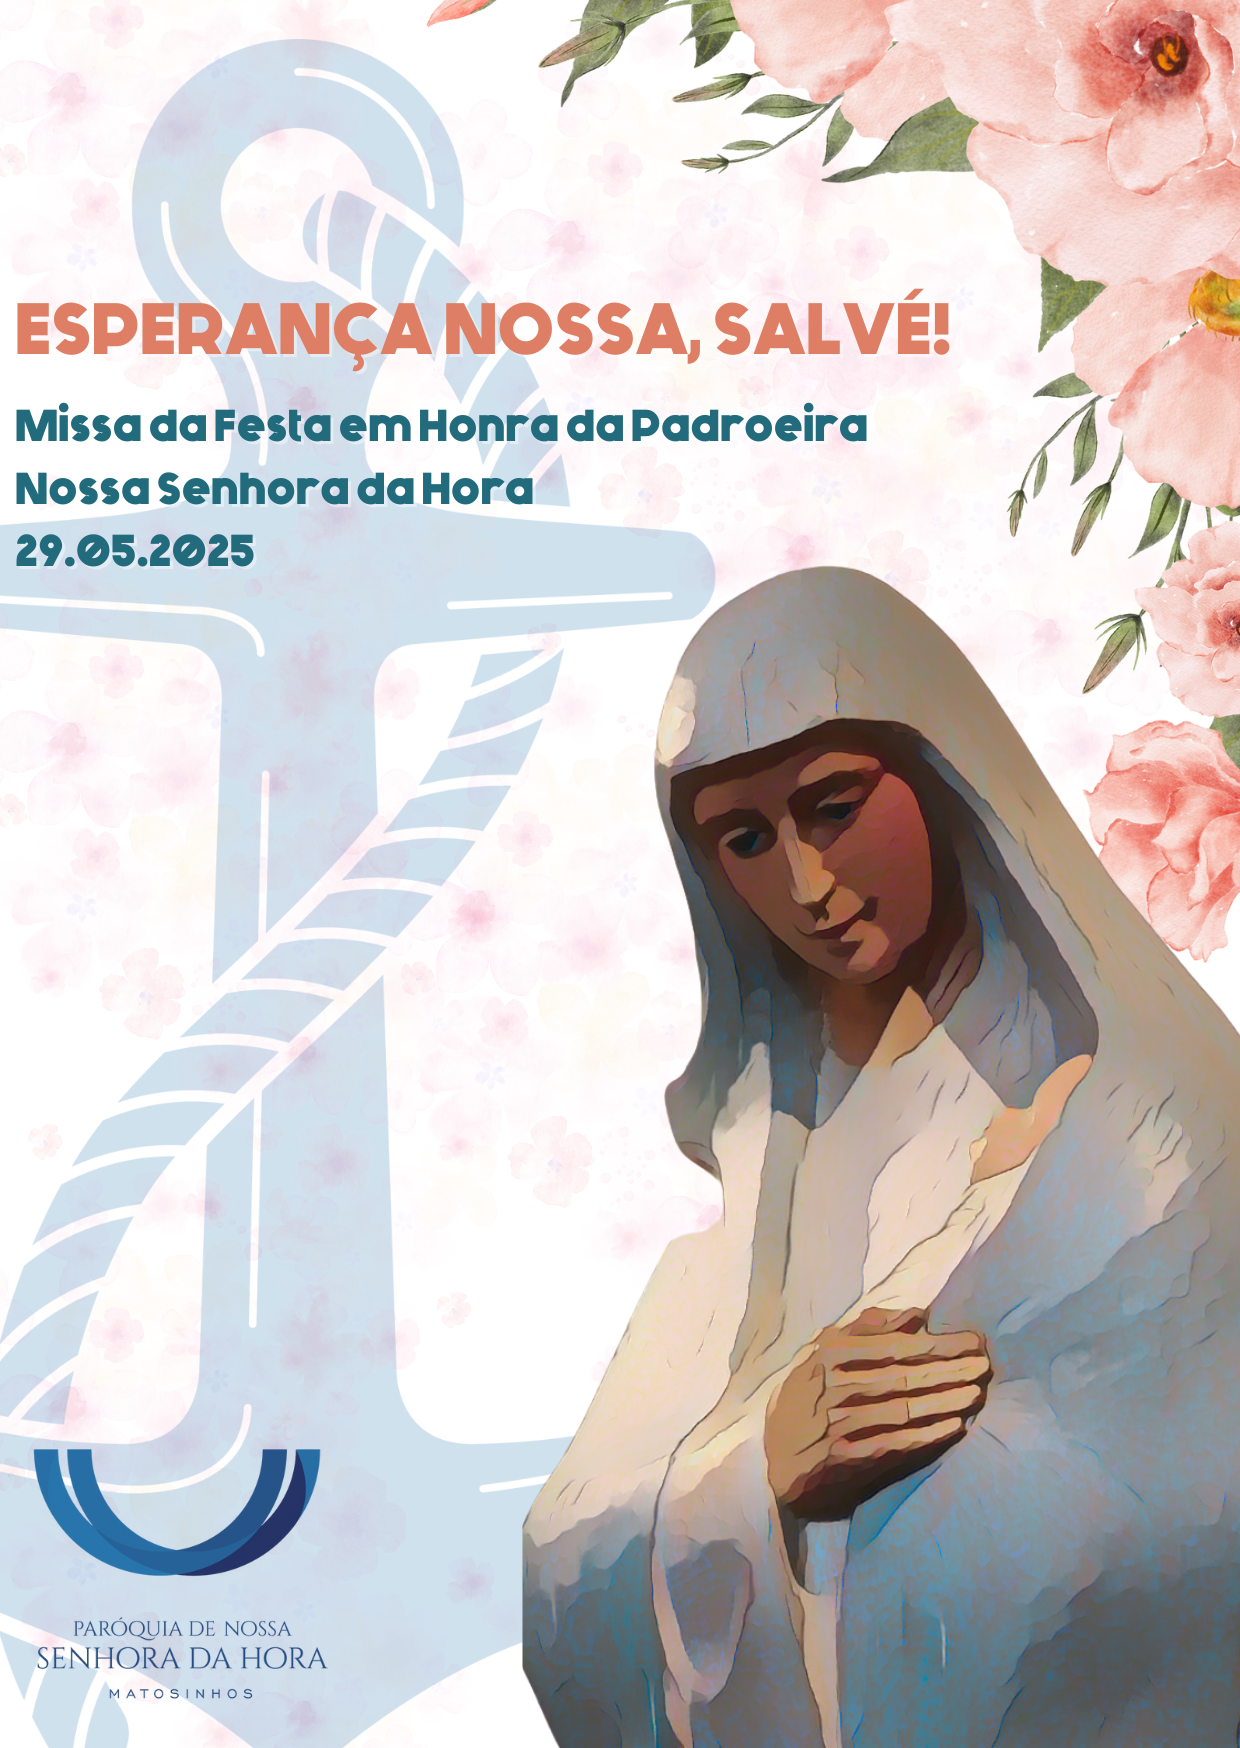 ESPERANÇA NOSSA, SALVÉ!
Missa da Festa em Honra da Padroeira
Nossa Senhora da Hora
29.05.2025
PARÓQUIA DE NOSSA
SENHORA DA HORA
MATOSINHOS